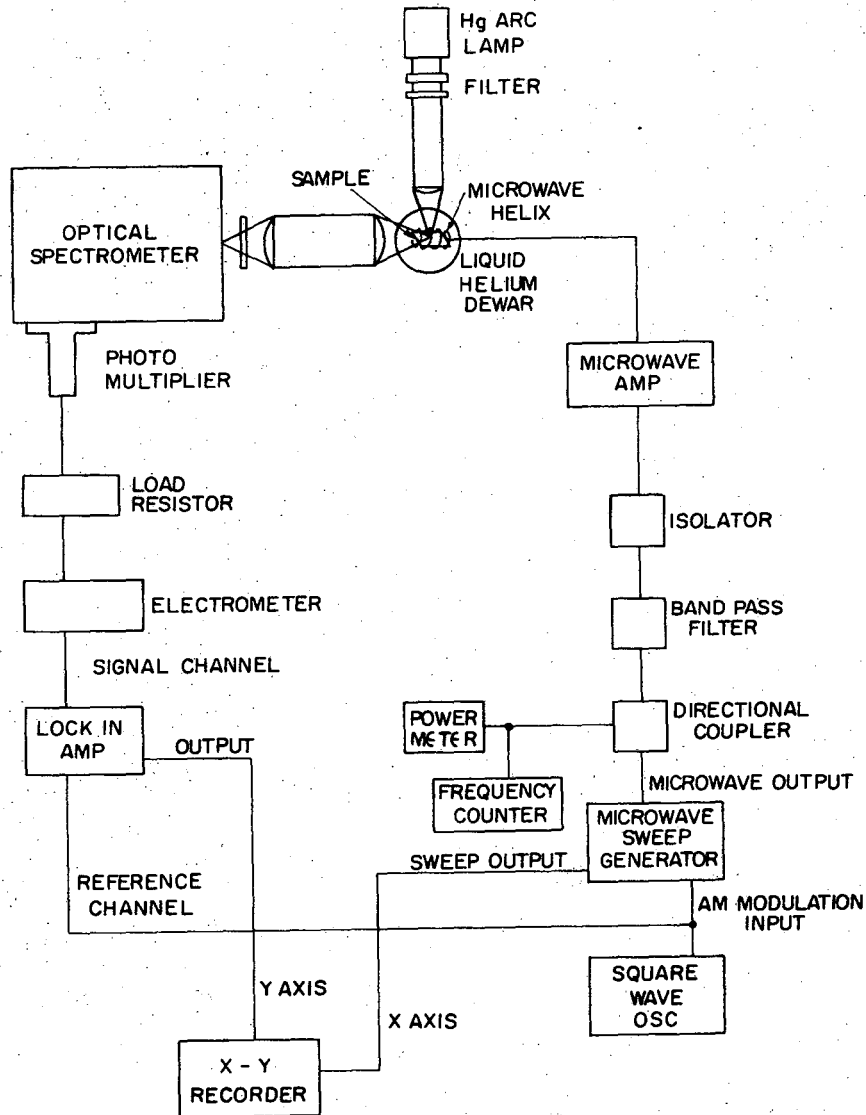 Hg ARC
LAMP
FILTER
SAMPLE
MICROWAVE
HELIX
OPTICAL
SPECTROMETER
LIQUID
HELIUM
DEWAR
PHOTO
MULTIPLIER
MICROWAVE
AMP
LOAD
RESISTOR
ISOLATOR
ELECTROMETER
BAND PASS
FILTER
SIGNAL CHANNEL
LOCK IN
AMP
OUTPUT
POWER
METER
DIRECTIONAL
COUPLER
FREQUENCY
COUNTER
MICROWAVE OUTPUT
MICROWAVE
SWEEP
GENERATOR
SWEEP OUTPUT
REFERENCE
CHANNEL
AM MODULATION
INPUT
SQUARE
WAVE
OSC
Y AXIS
X AXIS
X - Y
RECORDER